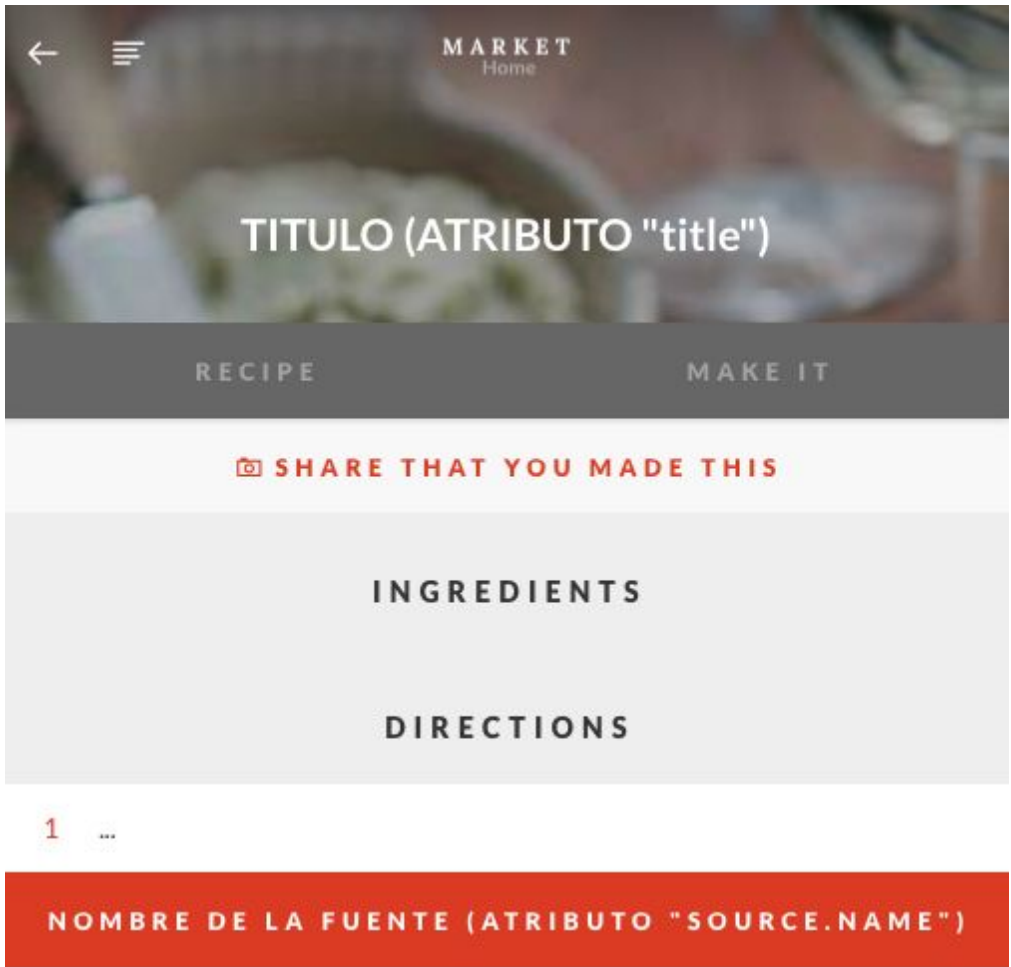 MARKET
Home
TITULO (ATRIBUTO "title")
RECIPE
MAKE IT
SHARE THAT YOU MADE THIS
INGREDIENTS
DIRECTIONS
1 ...
NOMBRE DE LA FUENTE (ATRIBUTO "SOURCE.NAME")